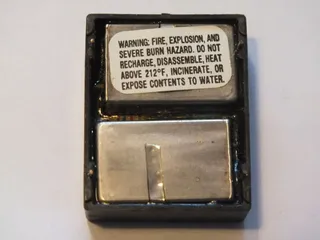 WARNING: FIRE, EXPLOSION, AND
SEVERE BURN HAZARD. DO NOT
RECHARGE, DISASSEMBLE, HEAT
ABOVE 212°F, INCINERATE, OR
EXPOSE CONTENTS TO WATER.